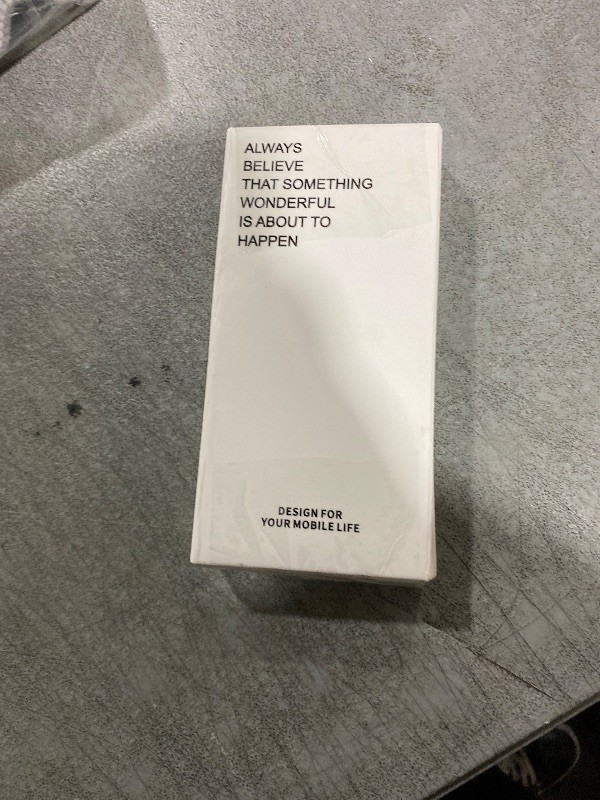 ALWAYS
BELIEVE
THAT SOMETHING
WONDERFUL
IS ABOUT TO
HAPPEN
DESIGN FOR
YOUR MOBILE LIFE